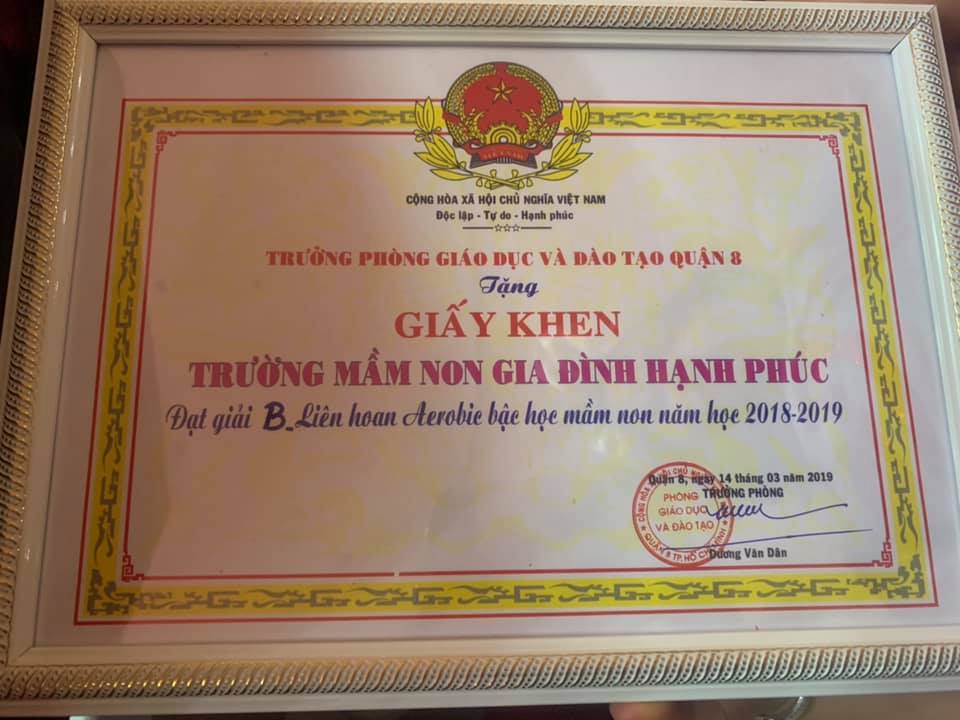 CỘNG HÒA XÃ HỘI CHỦ NGHĨA VIỆT NAM
Độc lập - Tự do - Hạnh phúc
TRƯỞNG PHÒNG GIÁO DỤC VÀ ĐÀO TẠO QUẬN 8
Tặng
GIẤY KHEN
TRƯỜNG MẦM NON GIA ĐÌNH HẠNH PHÚC
Đạt giải B_Liên hoan Aerobic bậc học mầm non năm học 2018-2019
Quận 8, ngày 14 tháng 03 năm 2019
TRƯỞNG PHÒNG
PHÒNG
GIÁO DỤC
VÀ ĐÀO TẠO
Dương Văn Dân